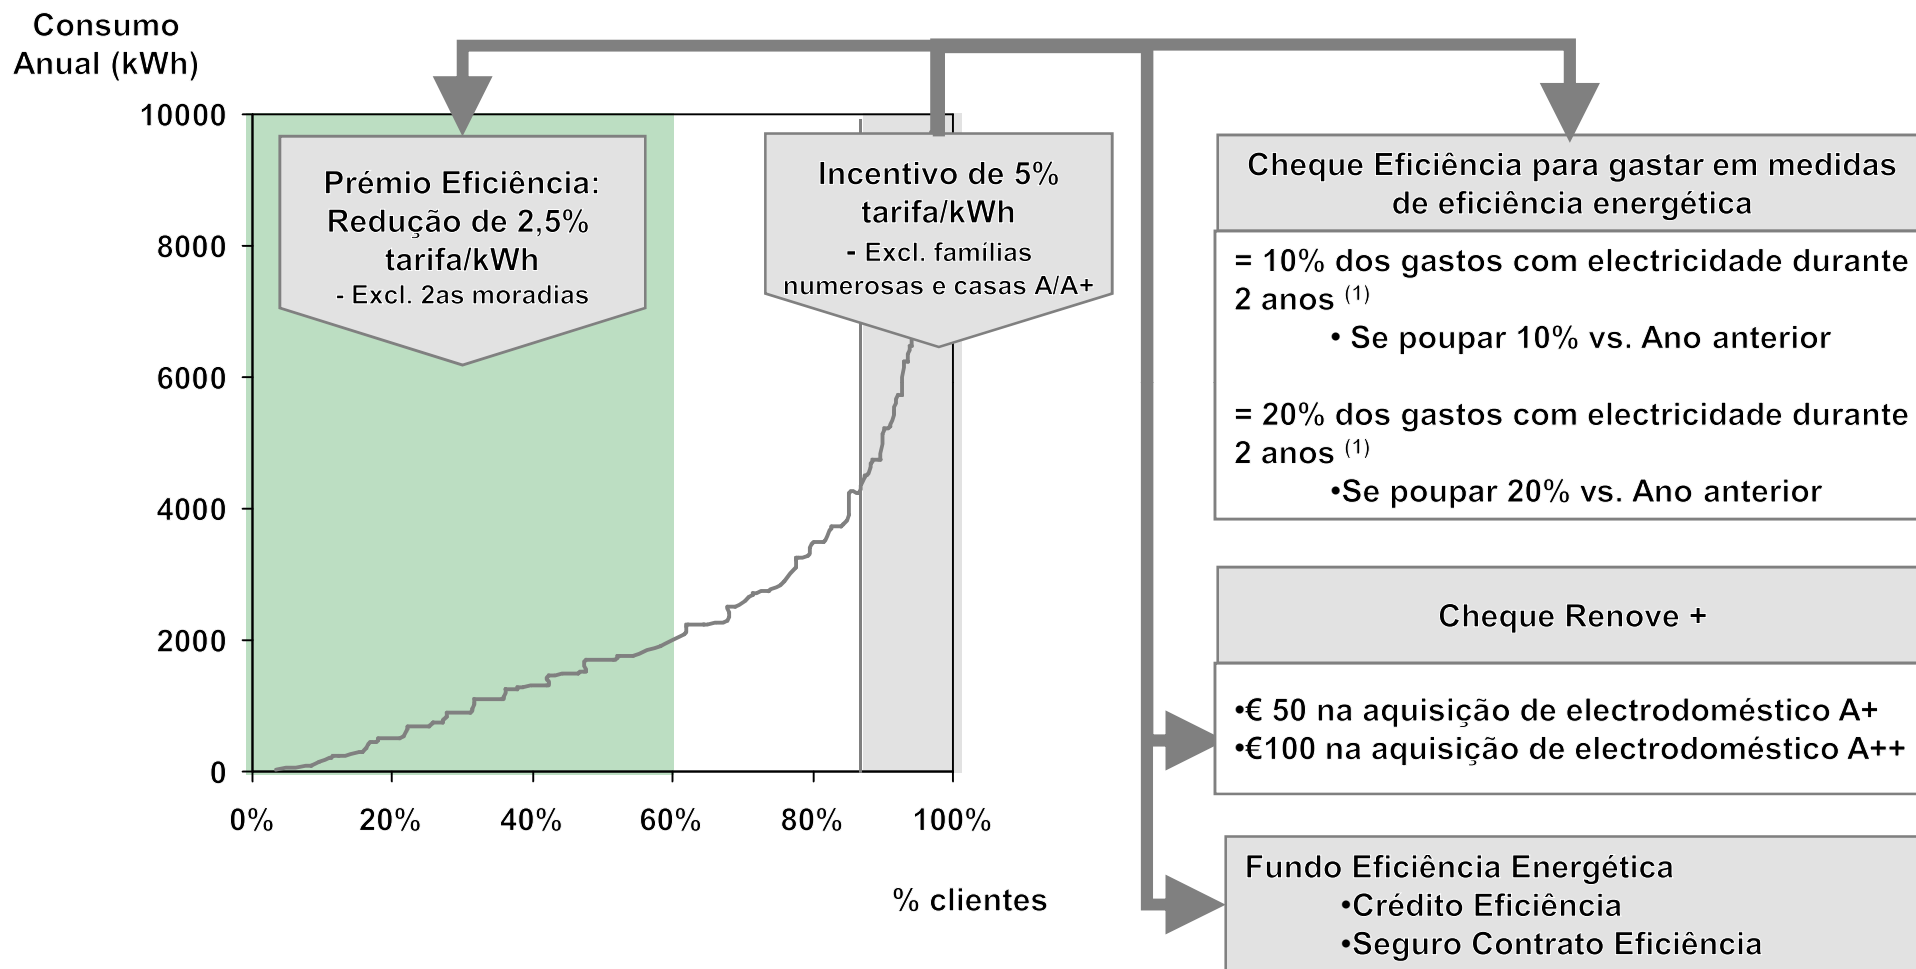 Consumo
Anual (kWh)
10000
8000
6000
4000
2000
0
0%
20%
40%
60%
80%
100%
% clientes
Prémio Eficiência:
Redução de 2,5%
tarifa/kWh
- Excl. 2as moradias
Incentivo de 5%
tarifa/kWh
- Excl. famílias
numerosas e casas A/A+
Cheque Eficiência para gastar em medidas
de eficiência energética
= 10% dos gastos com electricidade durante
2 anos (1)
• Se poupar 10% vs. Ano anterior
= 20% dos gastos com electricidade durante
2 anos (1)
•Se poupar 20% vs. Ano anterior
Cheque Renove +
•€ 50 na aquisição de electrodoméstico A+
•€100 na aquisição de electrodoméstico A++
Fundo Eficiência Energética
•Crédito Eficiência
•Seguro Contrato Eficiência